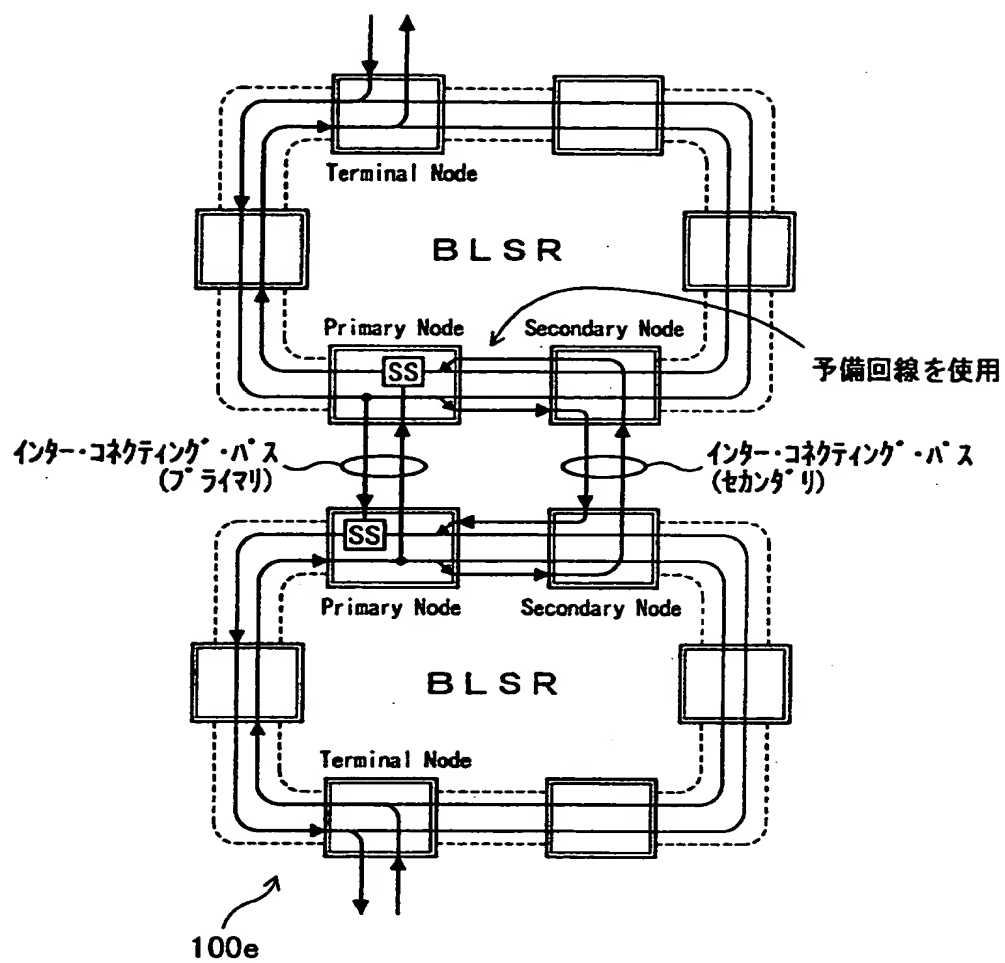 Terminal Node
BLSR
Primary Node
Secondary Node
SS
予備回線を使用
インター・コネクティング・パス
(プライマリ)
インター・コネクティング・パス
(セカンダリ)
SS
Primary Node
Secondary Node
BLSR
Terminal Node
100e